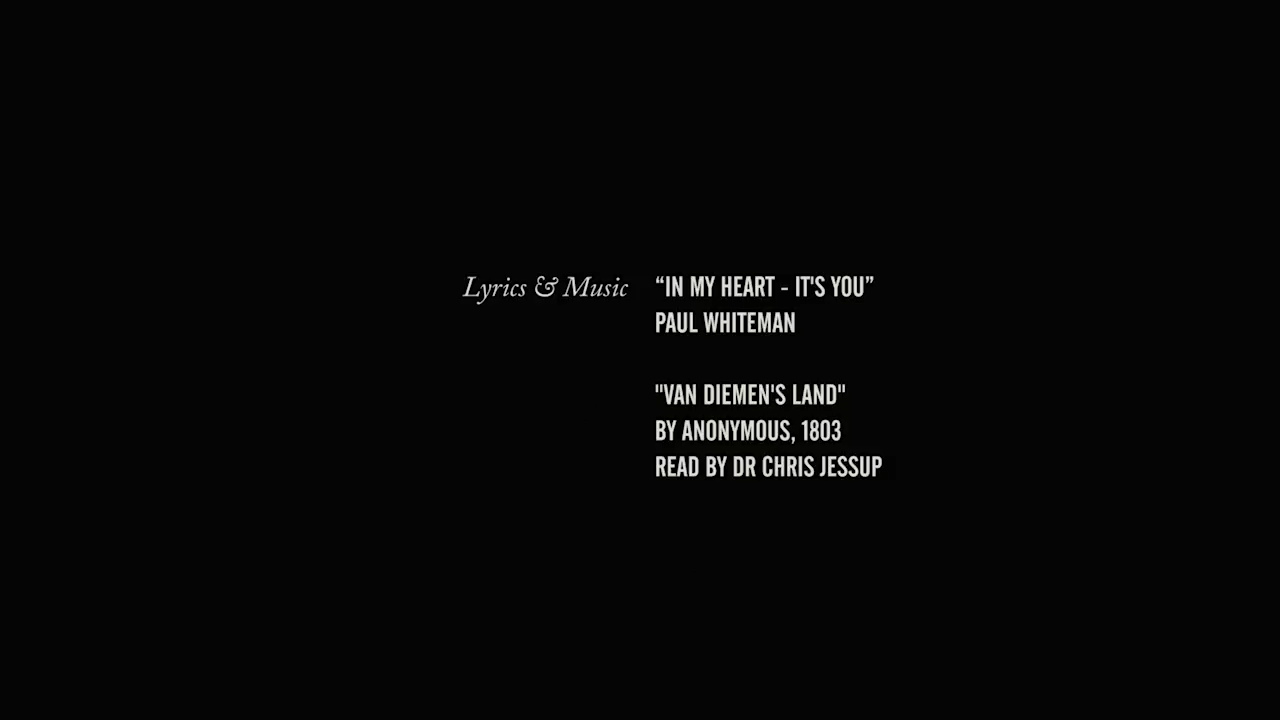 Lyrics & Music “IN MY HEART - IT'S YOU”
PAUL WHITEMAN
"VAN DIEMEN'S LAND"
BY ANONYMOUS, 1803
READ BY DR CHRIS JESSUP